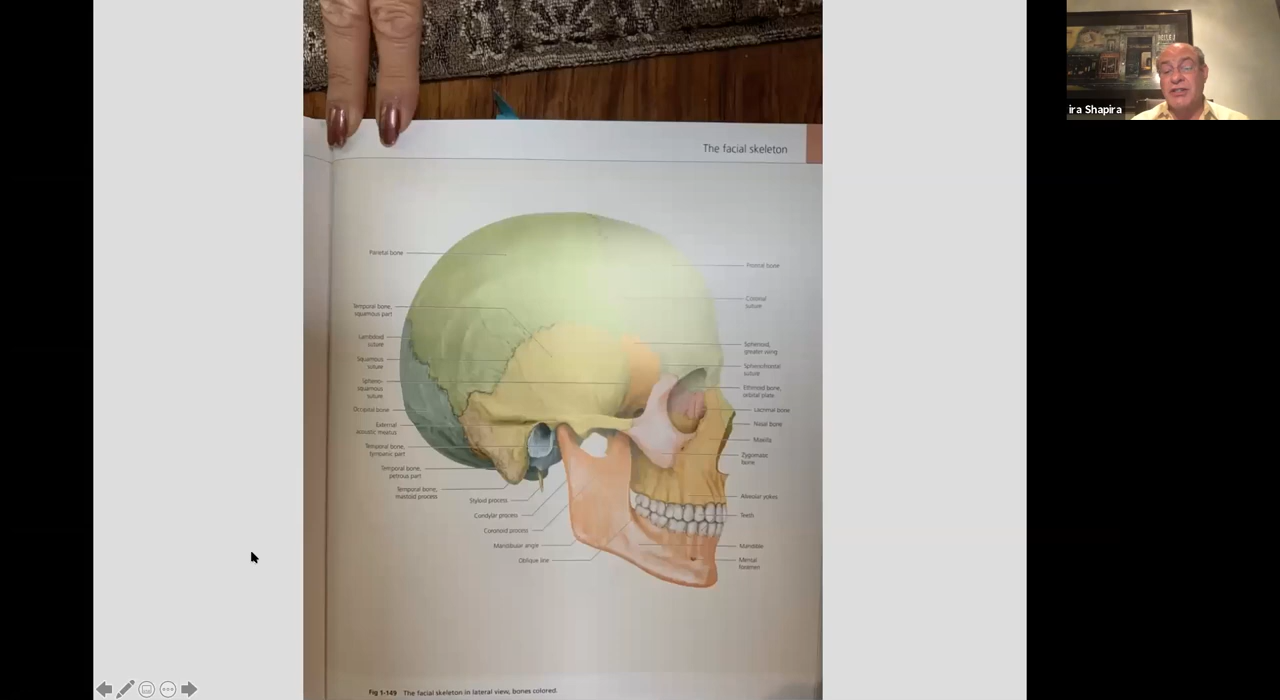 ira Shapira
The facial skeleton
Parietal bone
Temporal bone,
squamous part
Lambdoid
suture
Squamous
suture
Spheno-
squamous
suture
Occipital bone
External
acoustic meatus
Temporal bone,
tympanic part
Temporal bone,
petrous part
Temporal bone,
mastoid process
Styloid process
Condylar process
Coronoid process
Mandibular angle
Oblique line
Frontal bone
Coronal
suture
Sphenoid,
greater wing
Sphenofrontal
suture
Ethmoid bone,
orbital plate
Lacrimal bone
Nasal bone
Maxilla
Zygomatic
bone
Alveolar yokes
Teeth
Mandible
Mental
foramen
Fig 1-149 The facial skeleton in lateral view, bones colored.